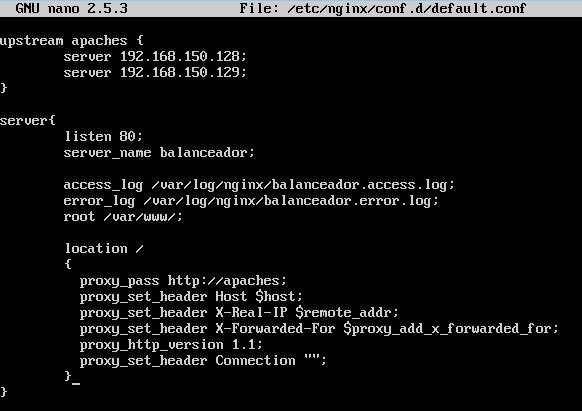 GNU nano 2.5.3 File: /etc/nginx/conf.d/default.conf
upstream apaches {
server 192.168.150.128;
server 192.168.150.129;
}
server{
listen 80;
server_name balanceador;
access_log /var/log/nginx/balanceador.access.log;
error_log /var/log/nginx/balanceador.error.log;
root /var/www/;
location /
{
proxy_pass http://apaches;
proxy_set_header Host $host;
proxy_set_header X-Real-IP $remote_addr;
proxy_set_header X-Forwarded-For $proxy_add_x_forwarded_for;
proxy_http_version 1.1;
proxy_set_header Connection "";
}
}